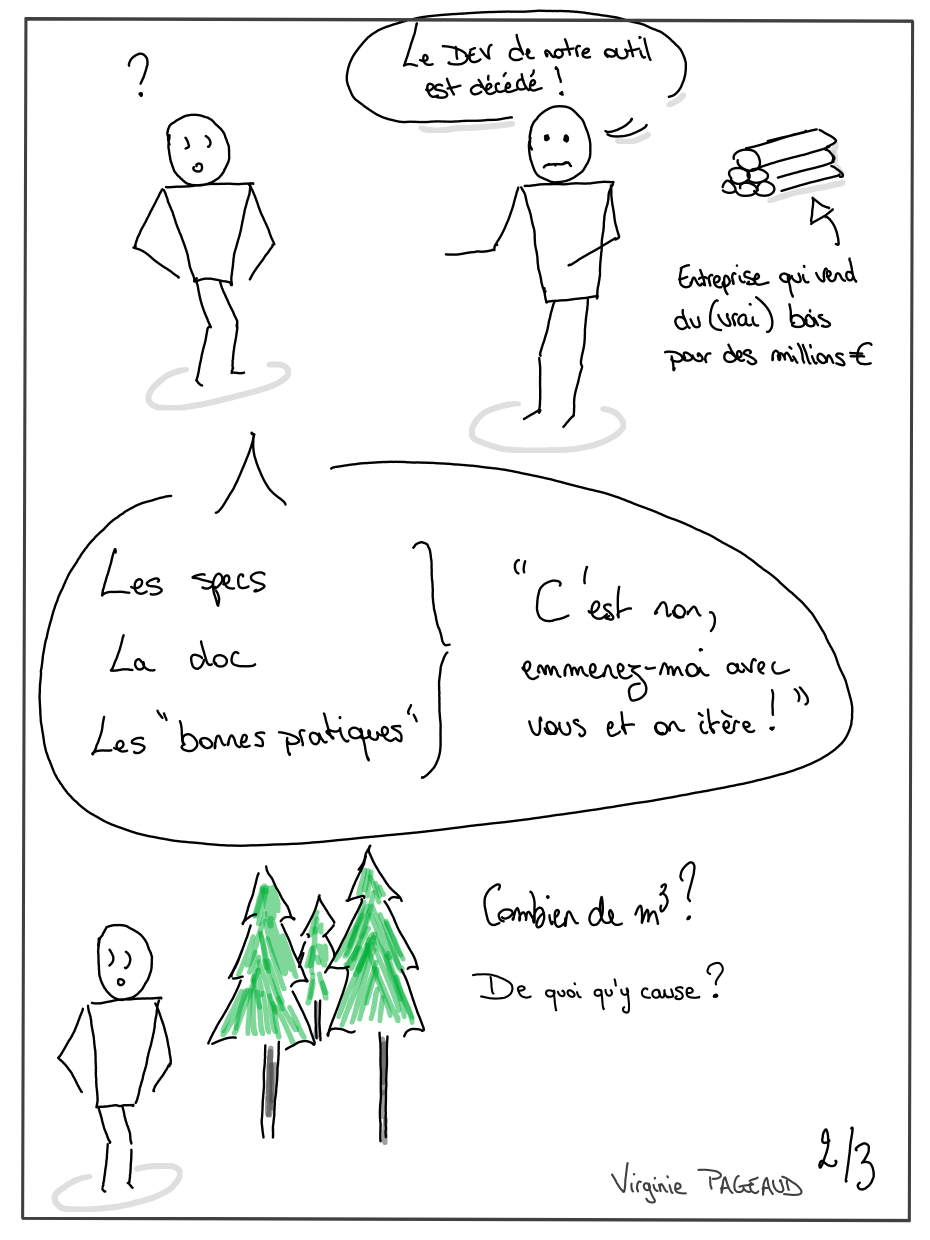 ?
Le DEV de notre outil
est décédé !
Entreprise qui vend
du (vrai) bois
pour des millions €
Les specs
La doc
Les "bonnes pratiques"
"C'est non,
emmenez-moi avec
vous et on itère ! "
Combien de m³ ?
De quoi qu'y cause ?
Virginie PAGEAUD
2/3